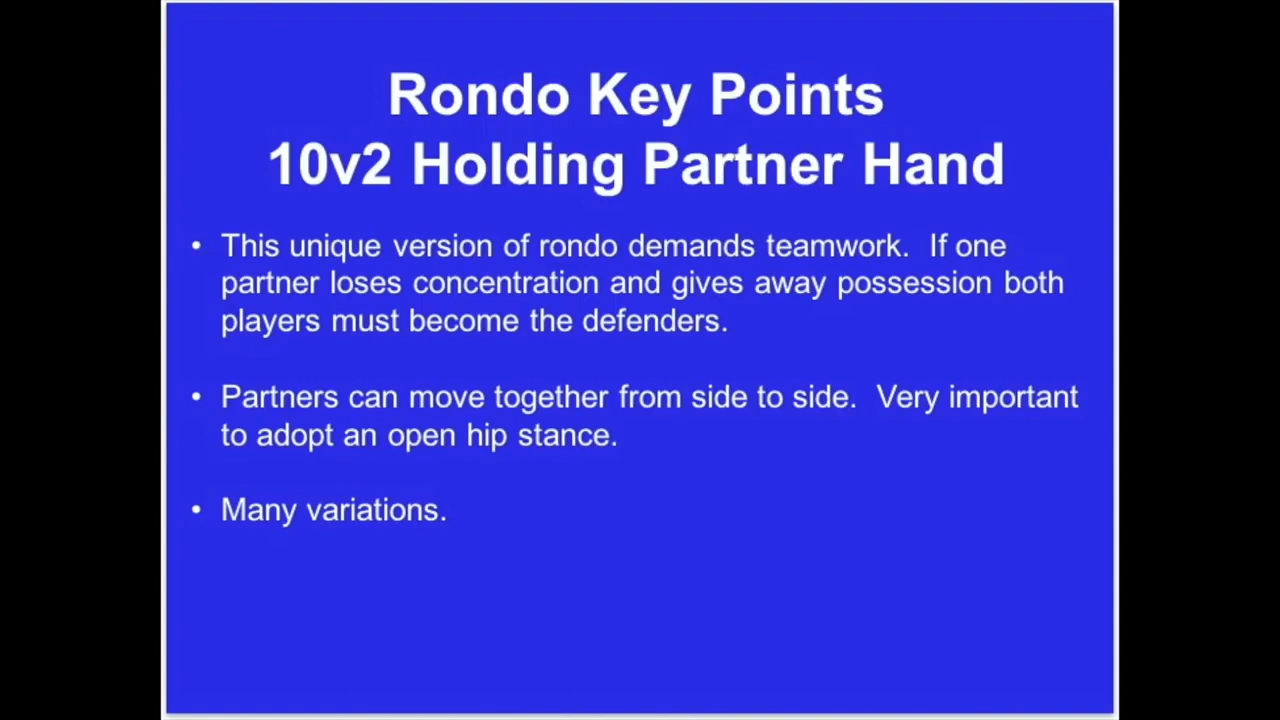 Rondo Key Points
10v2 Holding Partner Hand
• This unique version of rondo demands teamwork.  If one
partner loses concentration and gives away possession both
players must become the defenders.
• Partners can move together from side to side.  Very important
to adopt an open hip stance.
• Many variations.